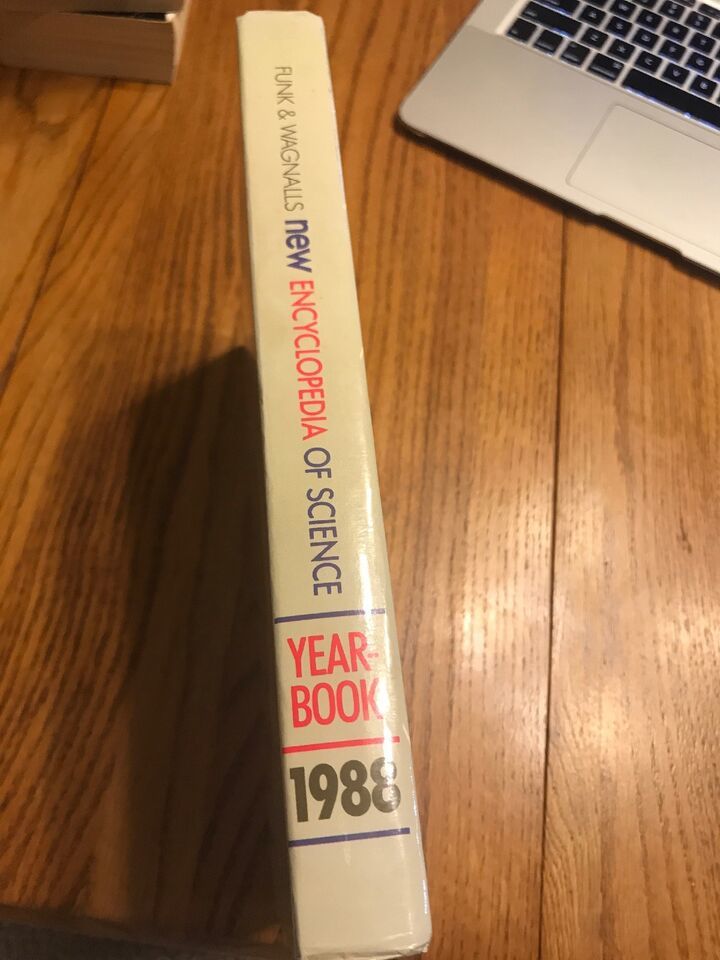 FUNK & WAGNALLS new ENCYCLOPEDIA OF SCIENCE
YEAR-
BOOK
1988